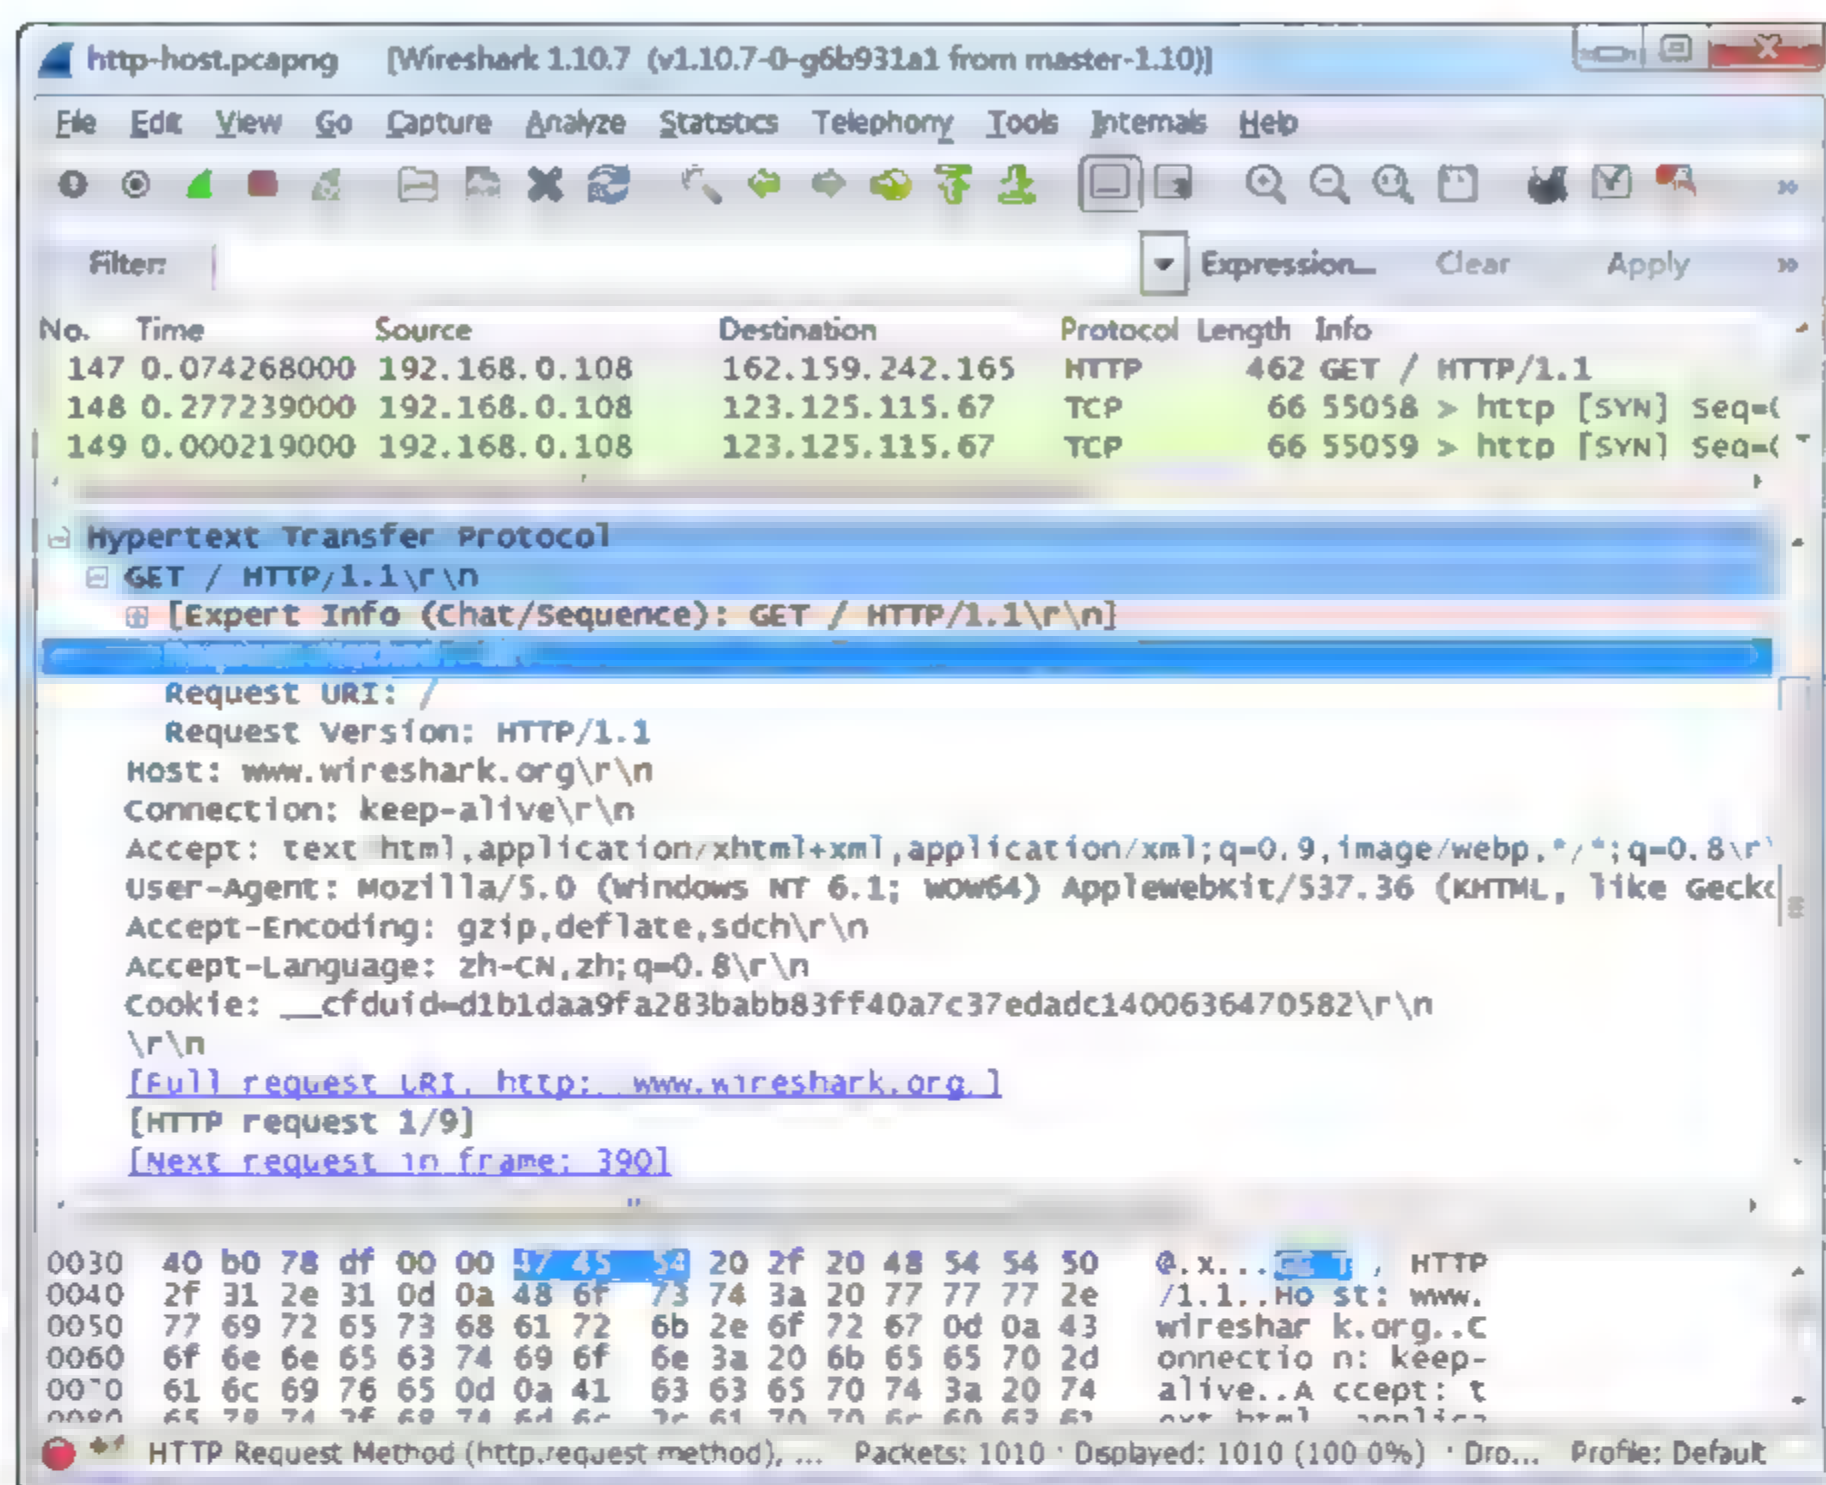 http-host.pcapng [Wireshark 1.10.7 (v1.10.7-0-g6b931a1 from master-1.10)]
File Edit View Go Capture Analyze Statistics Telephony Tools Internals Help
Filter: Expression... Clear Apply
No. Time Source Destination Protocol Length Info
147 0.074268000 192.168.0.108 162.159.242.165 HTTP 462 GET / HTTP/1.1
148 0.277239000 192.168.0.108 123.125.115.67 TCP 66 55058 > http [SYN] Seq=
149 0.000219000 192.168.0.108 123.125.115.67 TCP 66 55059 > http [SYN] Seq=
Hypertext Transfer Protocol
GET / HTTP/1.1\r\n
[Expert Info (Chat/Sequence): GET / HTTP/1.1\r\n]
Request URI: /
Request Version: HTTP/1.1
Host: www.wireshark.org\r\n
Connection: keep-alive\r\n
Accept: text/html,application/xhtml+xml,application/xml;q=0.9,image/webp,*/*;q=0.8\r\
User-Agent: Mozilla/5.0 (Windows NT 6.1; WOW64) AppleWebKit/537.36 (KHTML, like Geck
Accept-Encoding: gzip,deflate,sdch\r\n
Accept-Language: zh-CN,zh;q=0.8\r\n
Cookie: __cfduid=d1b1daa9fa283babb83ff40a7c37edadc1400636470582\r\n
\r\n
[Full request URI: http://www.wireshark.org/]
[HTTP request 1/9]
[Next request in frame: 390]
0030 40 b0 78 df 00 00 47 45 54 20 2f 20 48 54 54 50 @.x...GE T / HTTP
0040 2f 31 2e 31 0d 0a 48 6f 73 74 3a 20 77 77 77 2e /1.1..Ho st: www.
0050 77 69 72 65 73 68 61 72 6b 2e 6f 72 67 0d 0a 43 wireshar k.org..C
0060 6f 6e 6e 65 63 74 69 6f 6e 3a 20 6b 65 65 70 2d onnectio n: keep-
0070 61 6c 69 76 65 0d 0a 41 63 63 65 70 74 3a 20 74 alive..A ccept: t
HTTP Request Method (http.request.method), ... Packets: 1010 · Displayed: 1010 (100.0%) · Dro... Profile: Default